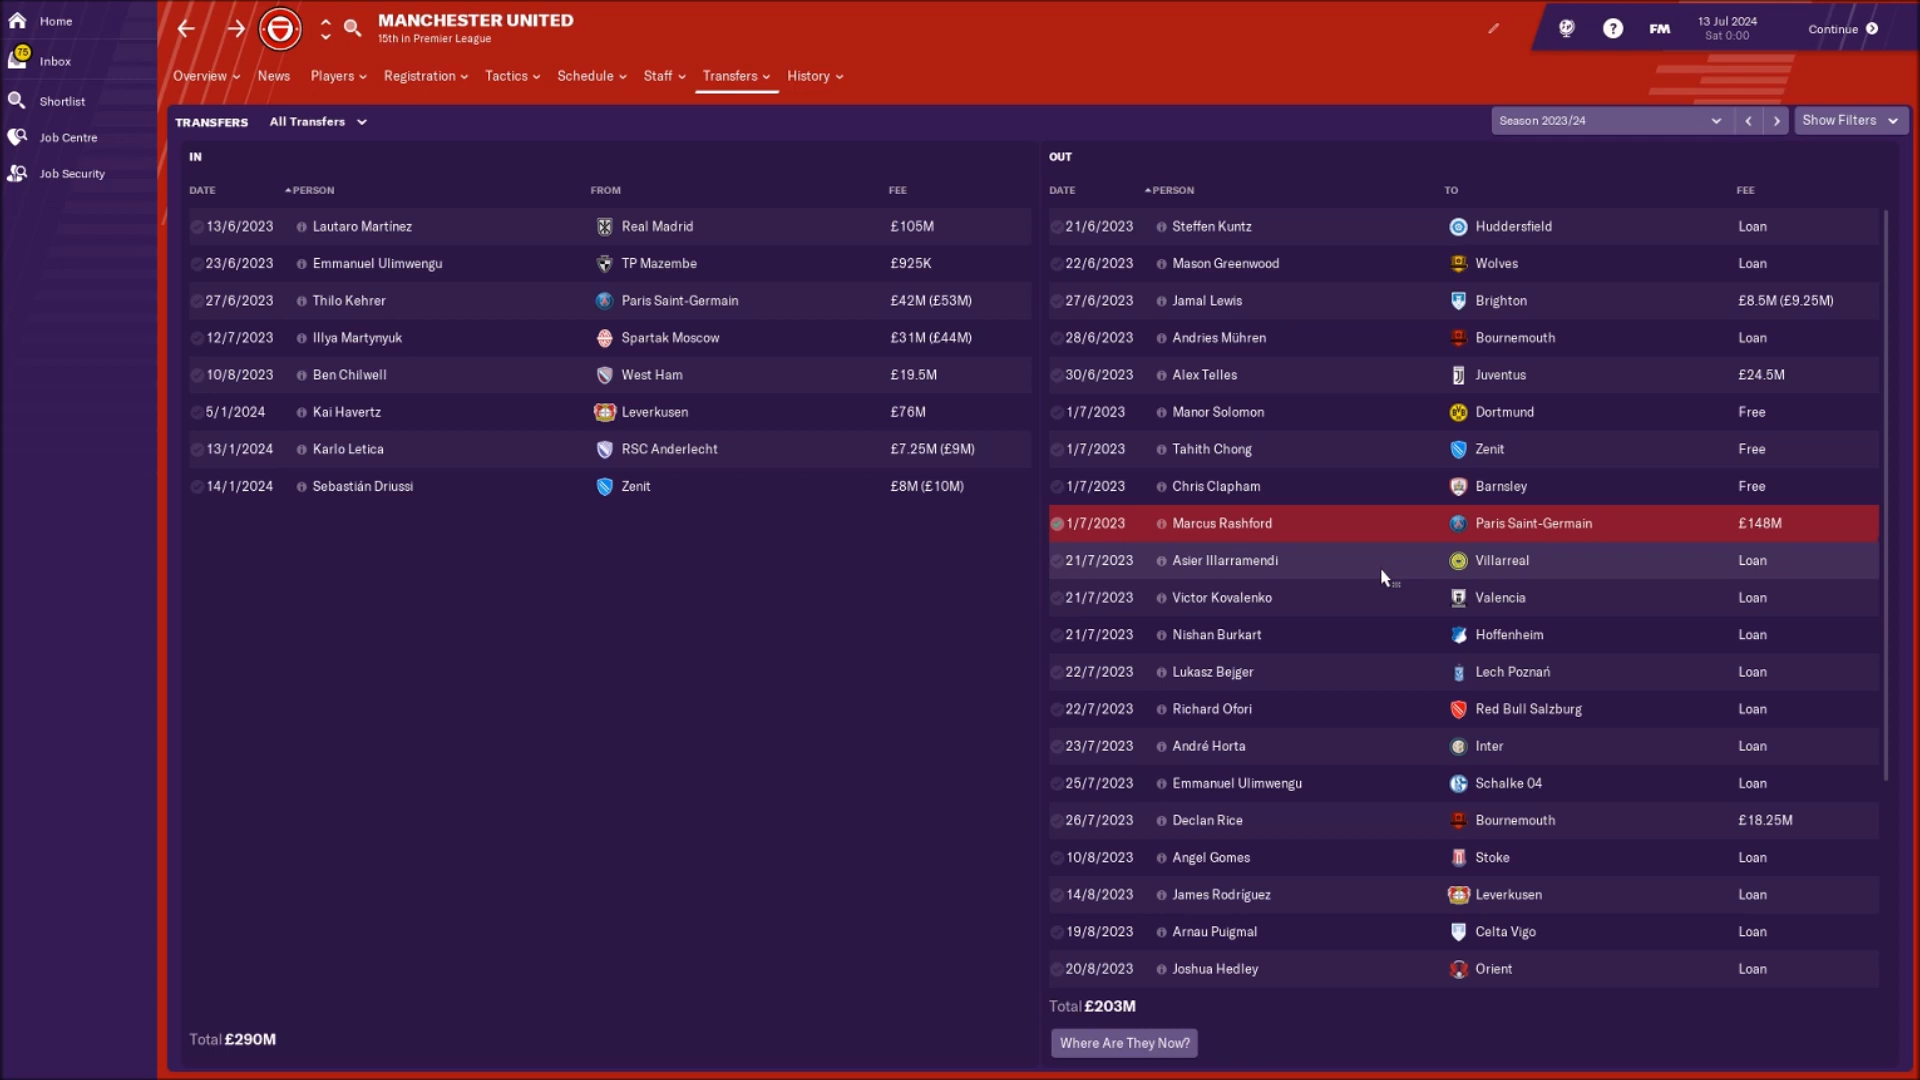 Home
75
Inbox
Shortlist
Job Centre
Job Security
MANCHESTER UNITED
15th in Premier League
FM
13 Jul 2024
Sat 0:00
Continue
Overview
News
Players
Registration
Tactics
Schedule
Staff
Transfers
History
TRANSFERS All Transfers
Season 2023/24
Show Filters
IN
DATE PERSON FROM FEE
13/6/2023 Lautaro Martínez Real Madrid £105M
23/6/2023 Emmanuel Ulimwengu TP Mazembe £925K
27/6/2023 Thilo Kehrer Paris Saint-Germain £42M (£53M)
12/7/2023 Illya Martynyuk Spartak Moscow £31M (£44M)
10/8/2023 Ben Chilwell West Ham £19.5M
5/1/2024 Kai Havertz Leverkusen £76M
13/1/2024 Karlo Letica RSC Anderlecht £7.25M (£9M)
14/1/2024 Sebastián Driussi Zenit £8M (£10M)
Total £290M
OUT
DATE PERSON TO FEE
21/6/2023 Steffen Kuntz Huddersfield Loan
22/6/2023 Mason Greenwood Wolves Loan
27/6/2023 Jamal Lewis Brighton £8.5M (£9.25M)
28/6/2023 Andries Mühren Bournemouth Loan
30/6/2023 Alex Telles Juventus £24.5M
1/7/2023 Manor Solomon Dortmund Free
1/7/2023 Tahith Chong Zenit Free
1/7/2023 Chris Clapham Barnsley Free
1/7/2023 Marcus Rashford Paris Saint-Germain £148M
21/7/2023 Asier Illarramendi Villarreal Loan
21/7/2023 Victor Kovalenko Valencia Loan
21/7/2023 Nishan Burkart Hoffenheim Loan
22/7/2023 Lukasz Bejger Lech Poznań Loan
22/7/2023 Richard Ofori Red Bull Salzburg Loan
23/7/2023 André Horta Inter Loan
25/7/2023 Emmanuel Ulimwengu Schalke 04 Loan
26/7/2023 Declan Rice Bournemouth £18.25M
10/8/2023 Angel Gomes Stoke Loan
14/8/2023 James Rodríguez Leverkusen Loan
19/8/2023 Arnau Puigmal Celta Vigo Loan
20/8/2023 Joshua Hedley Orient Loan
Total £203M
Where Are They Now?